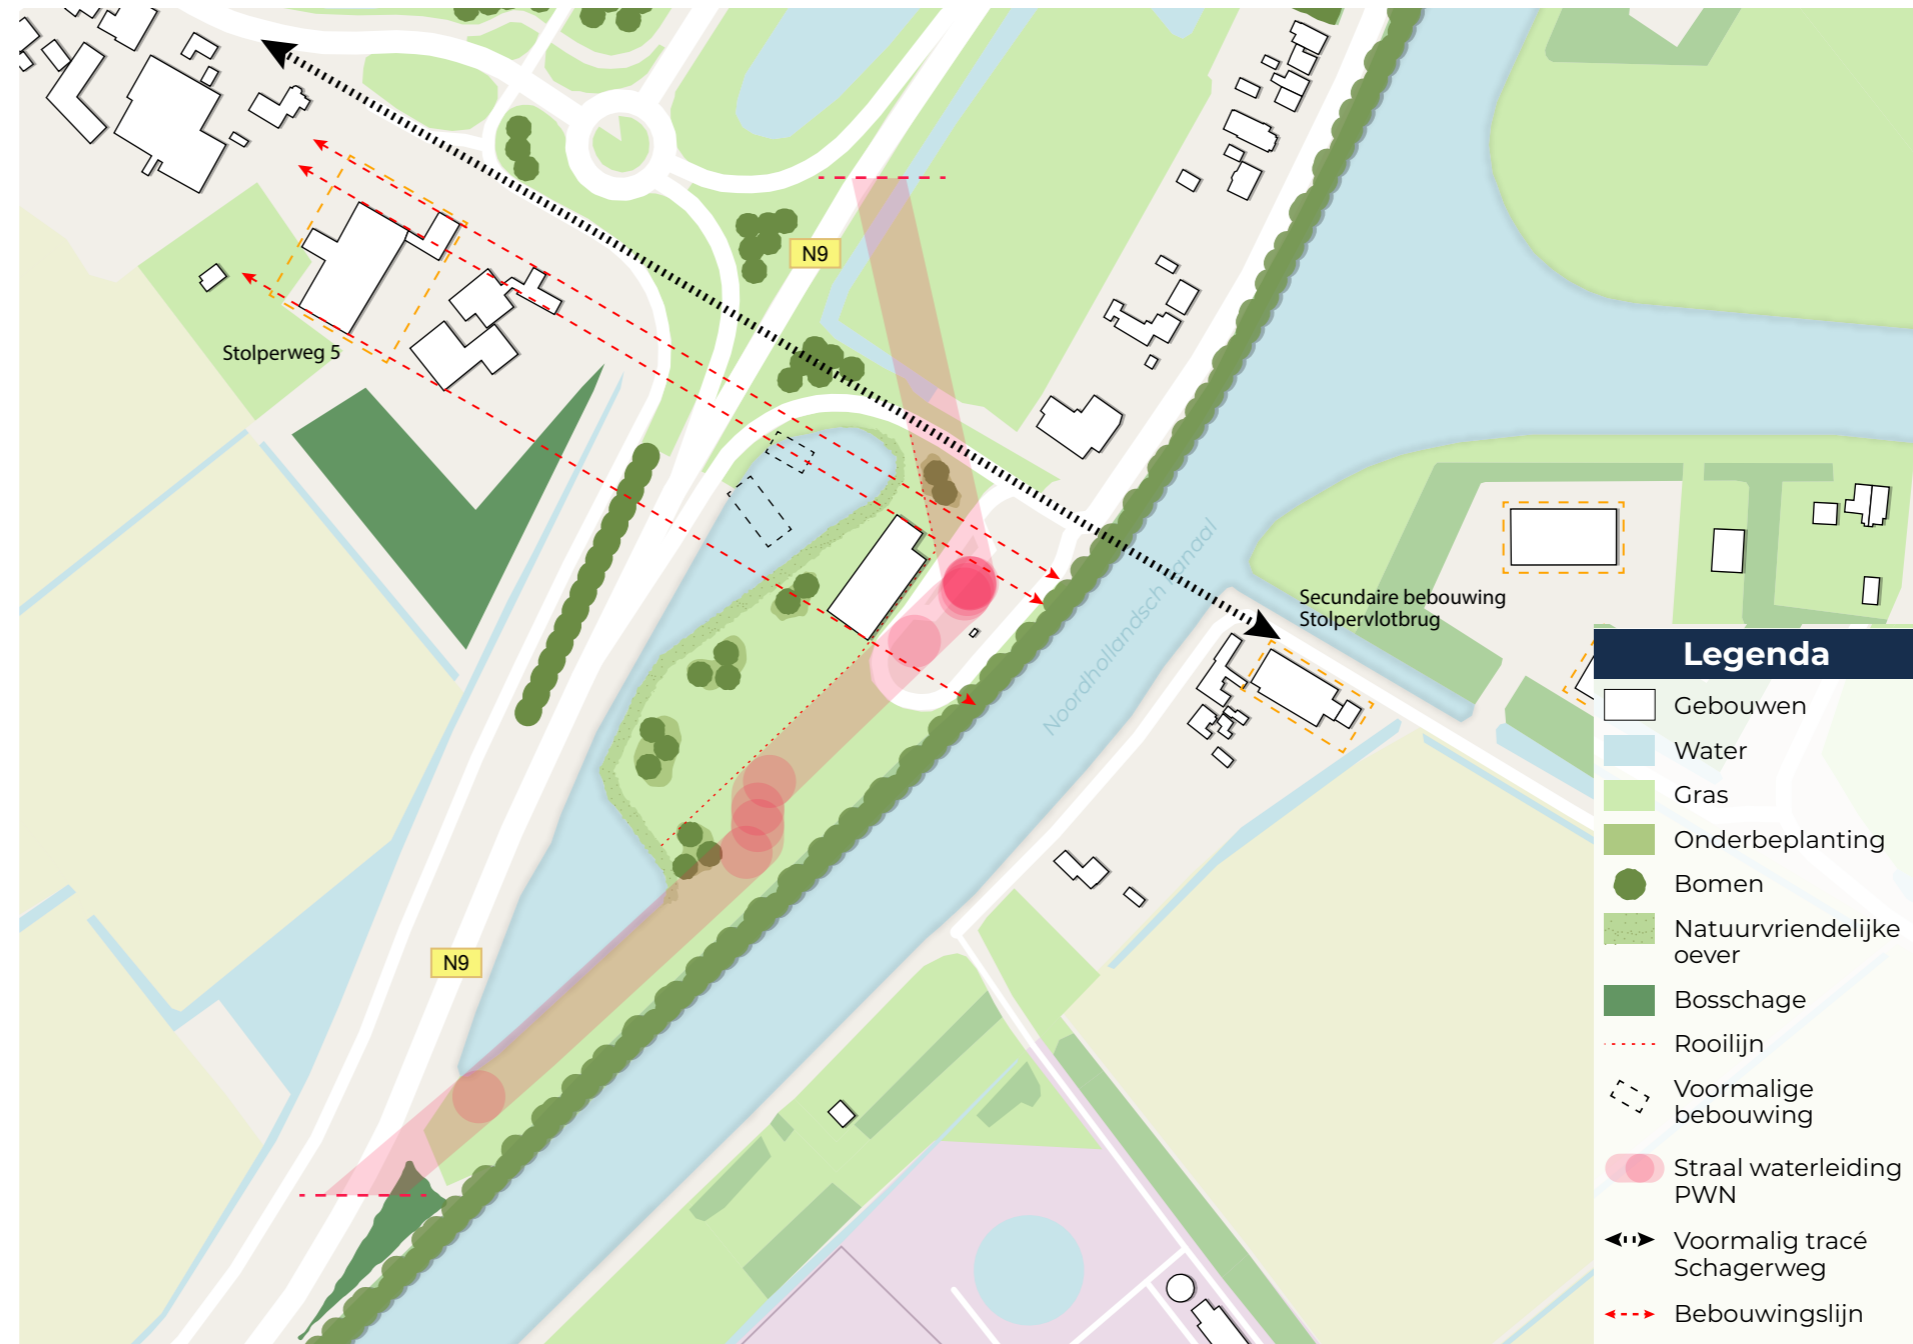 N9
Stolperweg 5
Noordhollandsch Kanaal
Secundaire bebouwing
Stolpervlotbrug
N9
Legenda
Gebouwen
Water
Gras
Onderbeplanting
Bomen
Natuurvriendelijke
oever
Bosschage
Rooilijn
Voormalige
bebouwing
Straal waterleiding
PWN
Voormalig tracé
Schagerweg
Bebouwingslijn